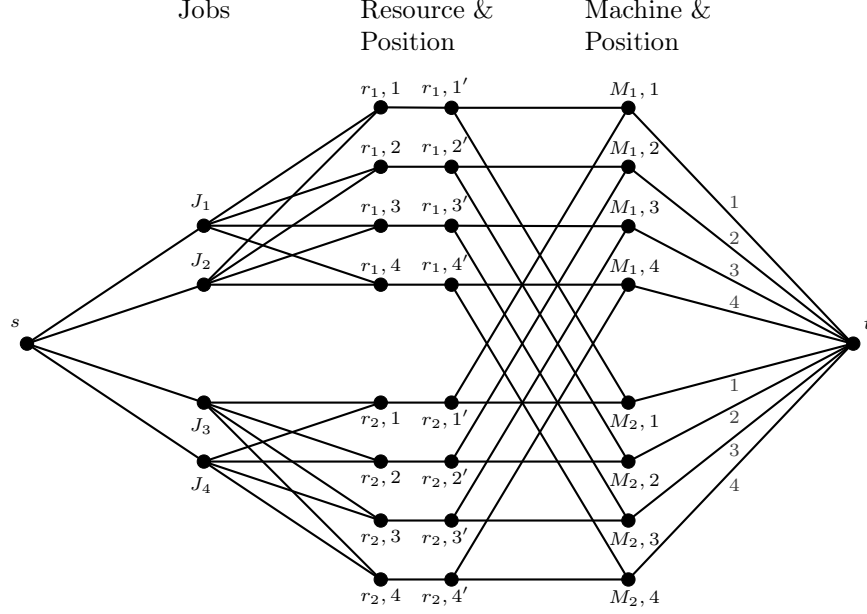 Jobs
Resource &
Position
Machine &
Position
r₁, 1
r₁, 1′
M₁, 1
r₁, 2
r₁, 2′
M₁, 2
J₁
r₁, 3
r₁, 3′
M₁, 3
1
2
J₂
r₁, 4
r₁, 4′
M₁, 4
3
4
s
t
J₃
r₂, 1
r₂, 1′
M₂, 1
1
2
J₄
r₂, 2
r₂, 2′
M₂, 2
3
4
r₂, 3
r₂, 3′
M₂, 3
r₂, 4
r₂, 4′
M₂, 4